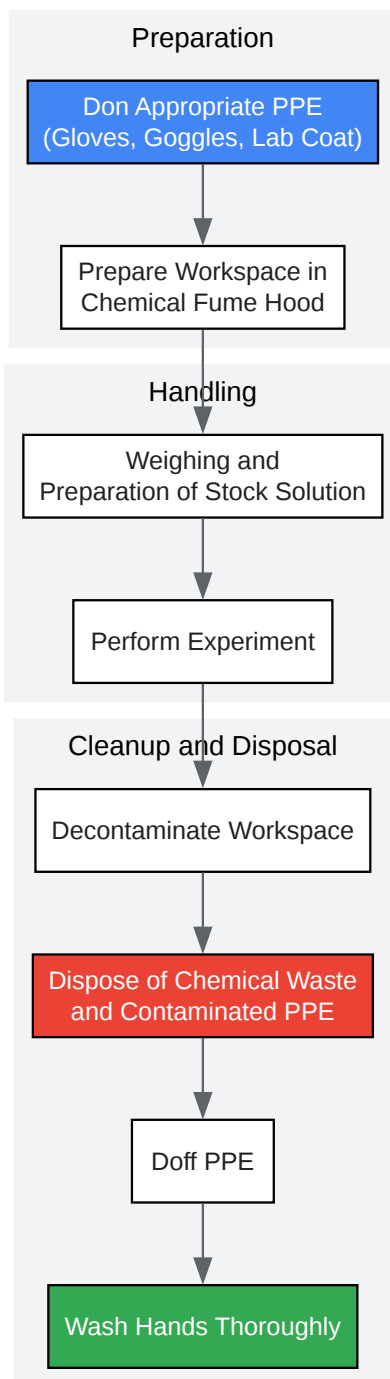 Preparation
Don Appropriate PPE
(Gloves, Goggles, Lab Coat)
Prepare Workspace in
Chemical Fume Hood
Handling
Weighing and
Preparation of Stock Solution
Perform Experiment
Cleanup and Disposal
Decontaminate Workspace
Dispose of Chemical Waste
and Contaminated PPE
Doff PPE
Wash Hands Thoroughly